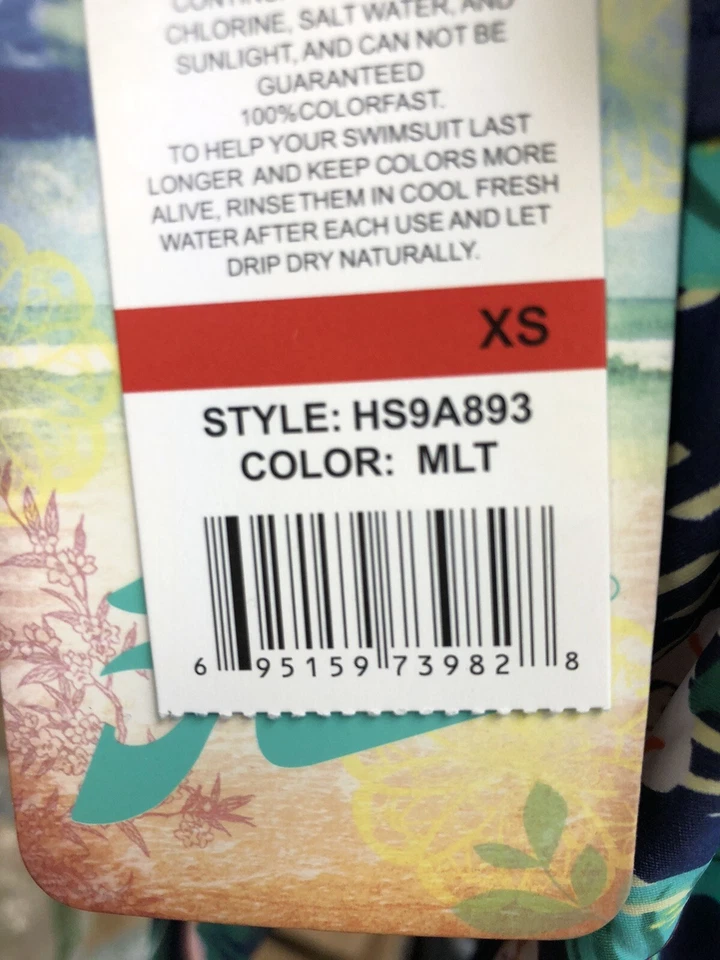 CHLORINE, SALT WATER, AND
SUNLIGHT, AND CAN NOT BE
GUARANTEED
100%COLORFAST.
TO HELP YOUR SWIMSUIT LAST
LONGER AND KEEP COLORS MORE
ALIVE, RINSE THEM IN COOL FRESH
WATER AFTER EACH USE AND LET
DRIP DRY NATURALLY.
XS
STYLE: HS9A893
COLOR: MLT
6 95159 73982 8